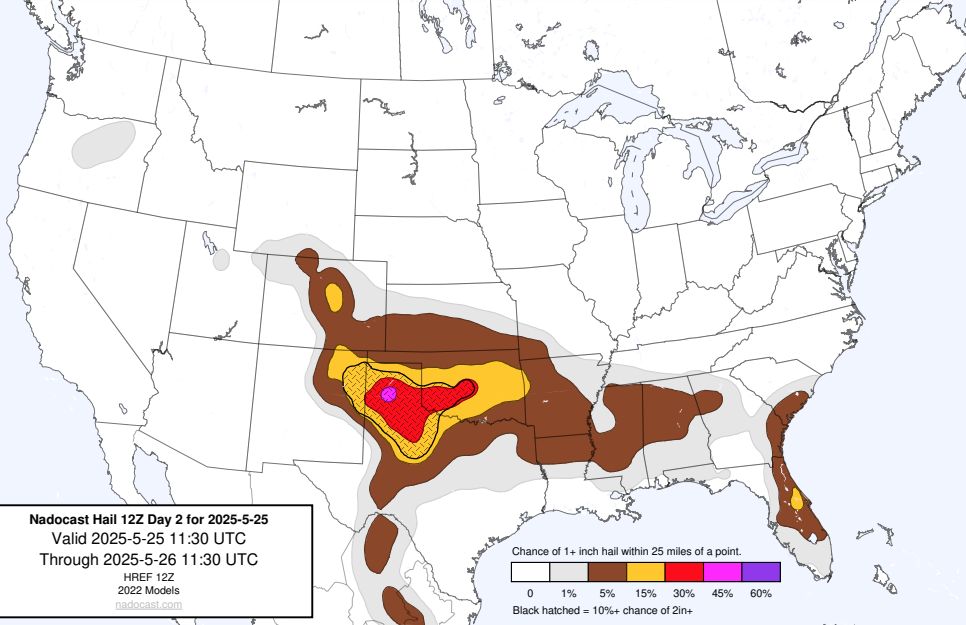 Nadocast Hail 12Z Day 2 for 2025-5-25
Valid 2025-5-25 11:30 UTC
Through 2025-5-26 11:30 UTC
HREF 12Z
2022 Models
nadocast.com
Chance of 1+ inch hail within 25 miles of a point.
0 1% 5% 15% 30% 45% 60%
Black hatched = 10%+ chance of 2in+